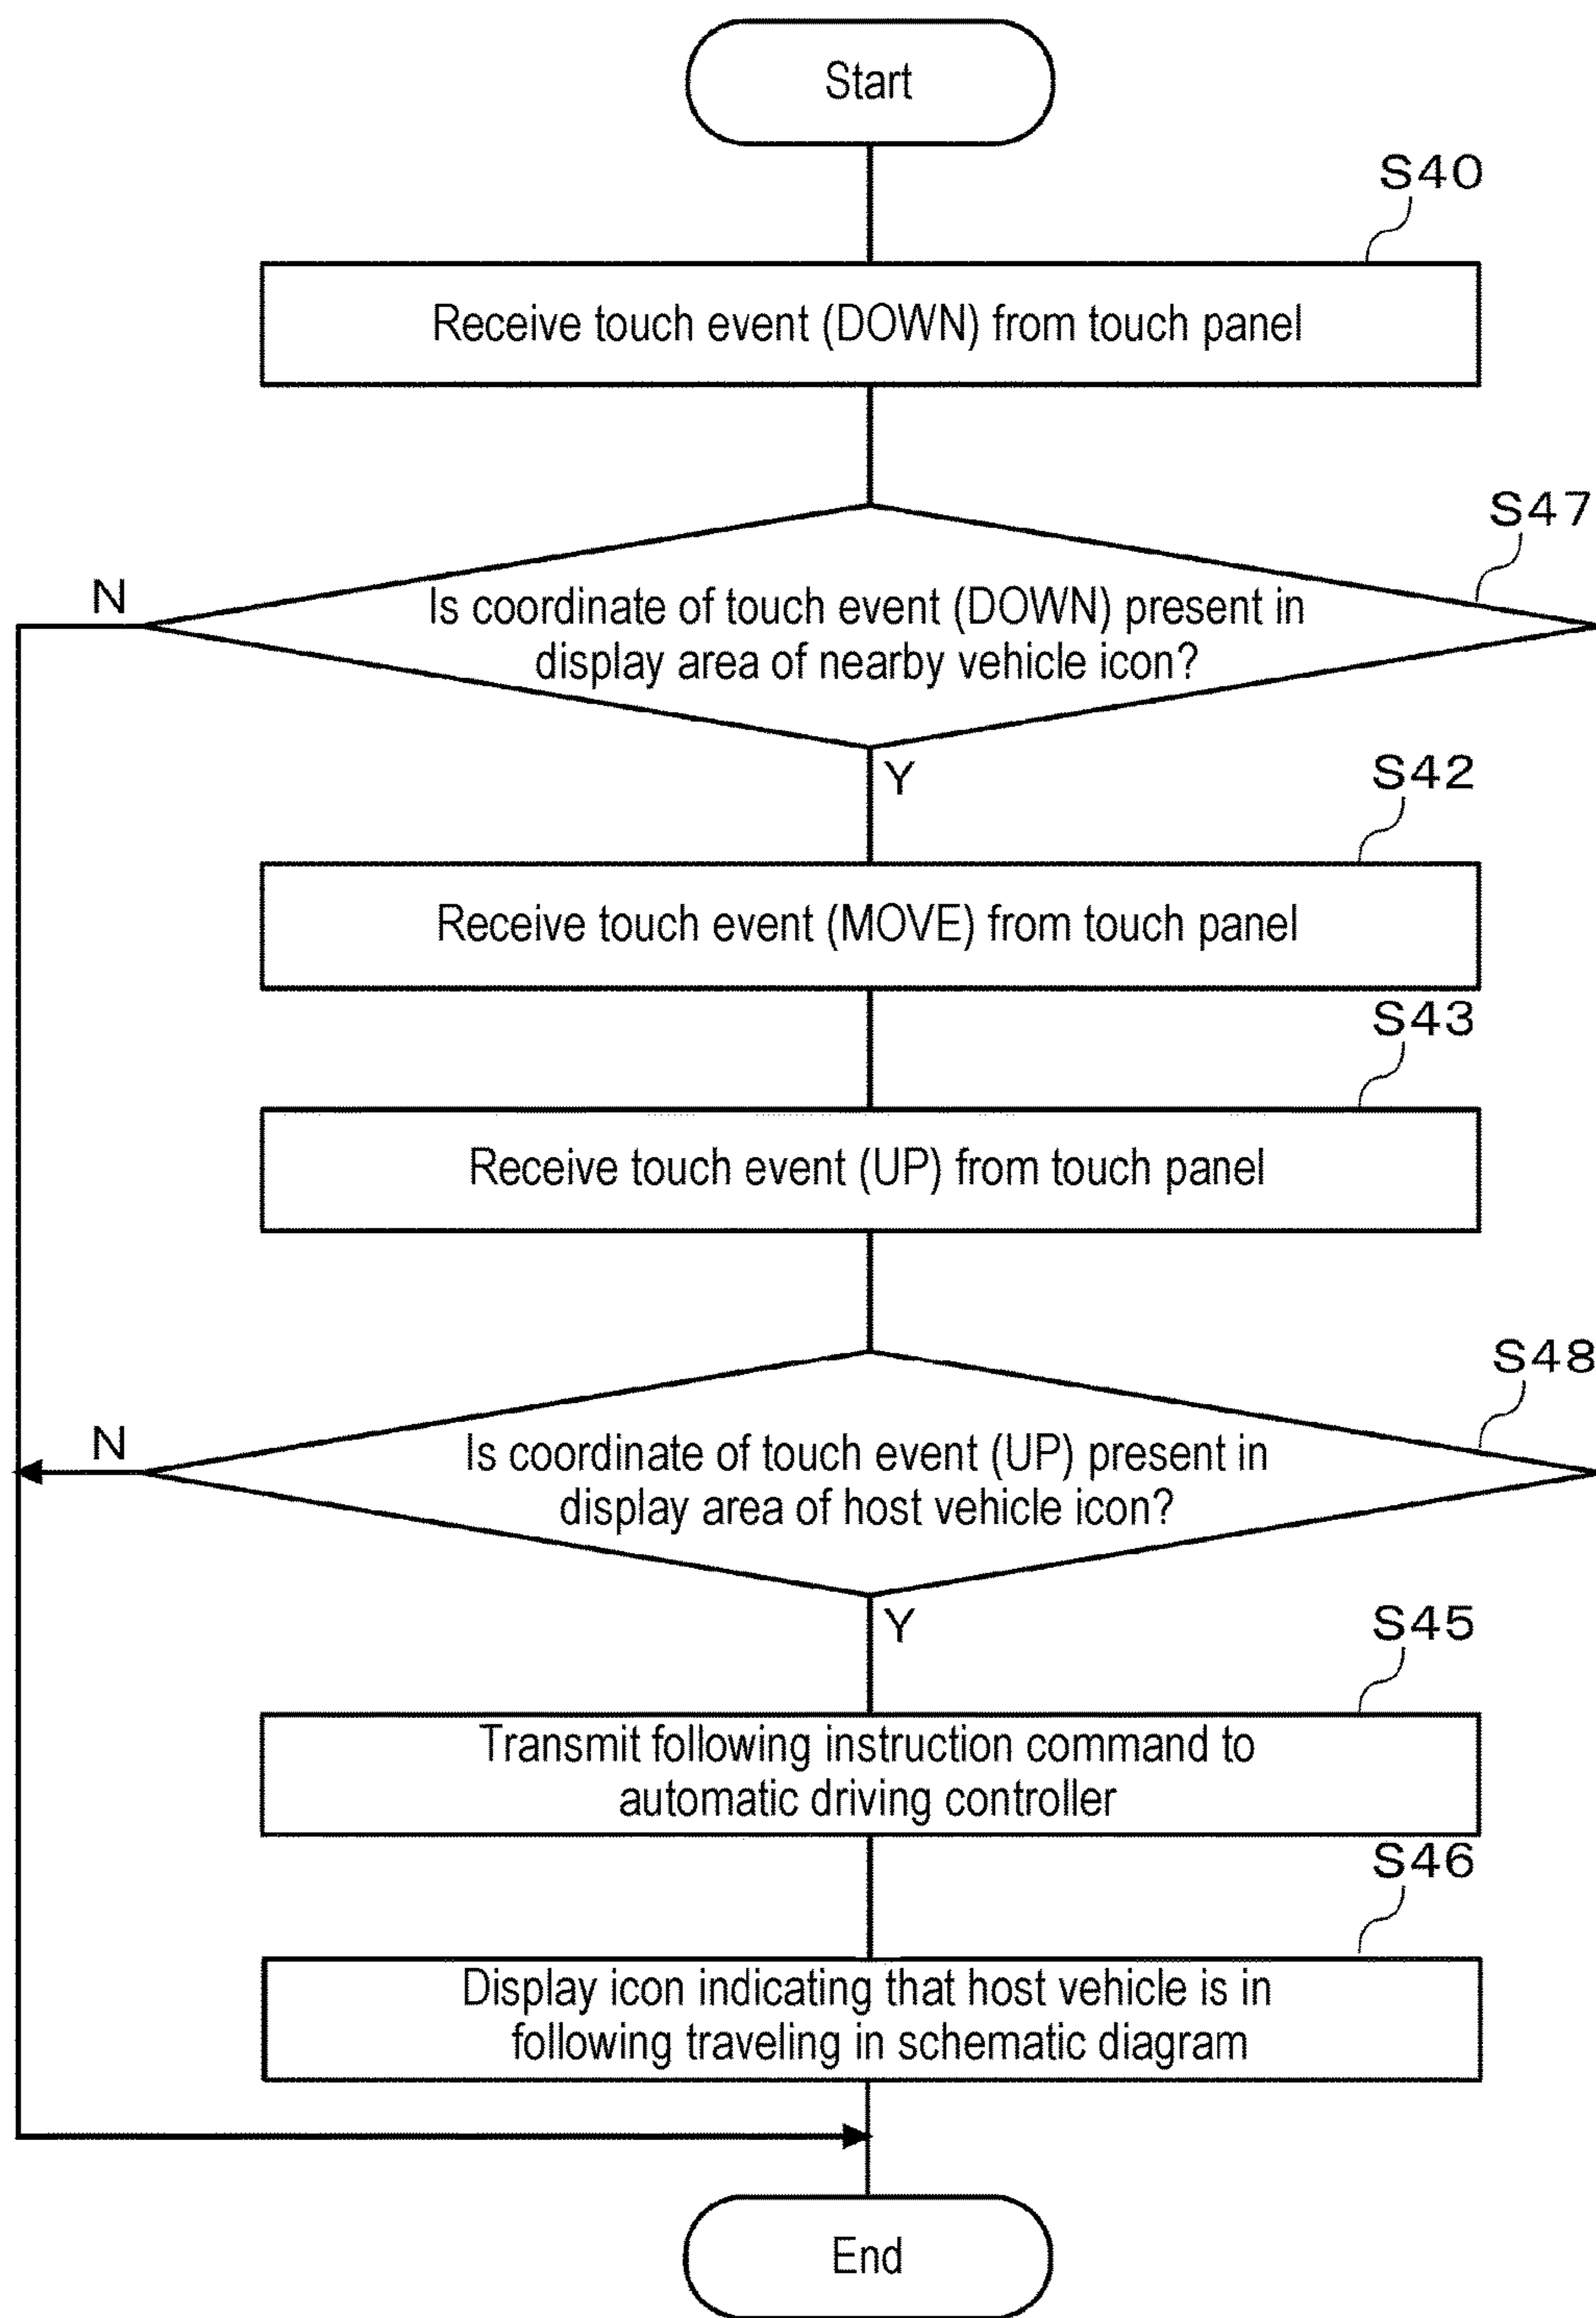 Start
S40
Receive touch event (DOWN) from touch panel
S47
N
Is coordinate of touch event (DOWN) present in
display area of nearby vehicle icon?
Y
S42
Receive touch event (MOVE) from touch panel
S43
Receive touch event (UP) from touch panel
S48
N
Is coordinate of touch event (UP) present in
display area of host vehicle icon?
Y
S45
Transmit following instruction command to
automatic driving controller
S46
Display icon indicating that host vehicle is in
following traveling in schematic diagram
End